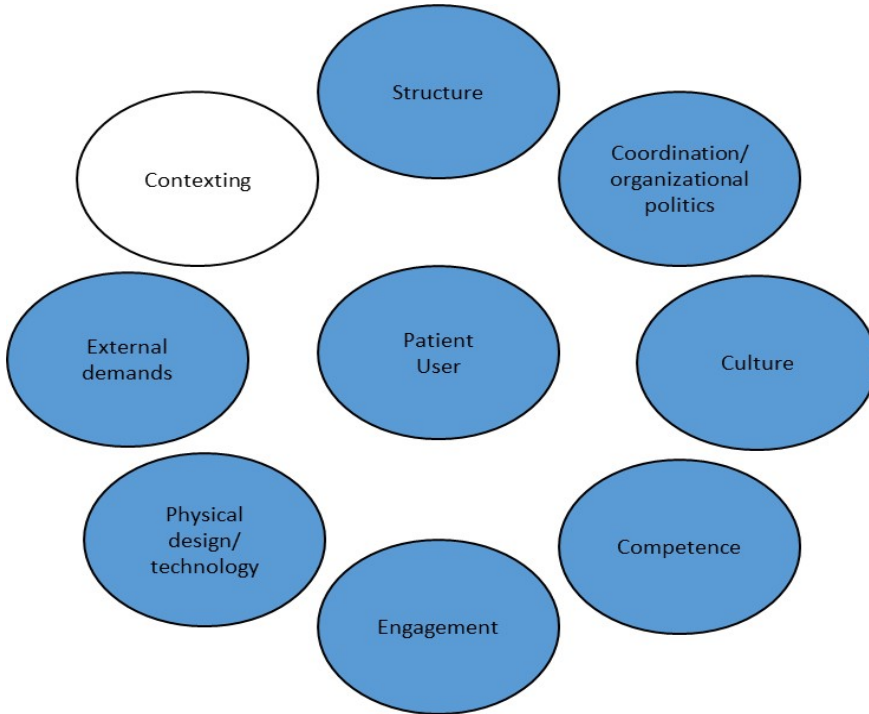 Structure
Coordination/
organizational
politics
Contexting
External
demands
Patient
User
Culture
Physical
design/
technology
Competence
Engagement